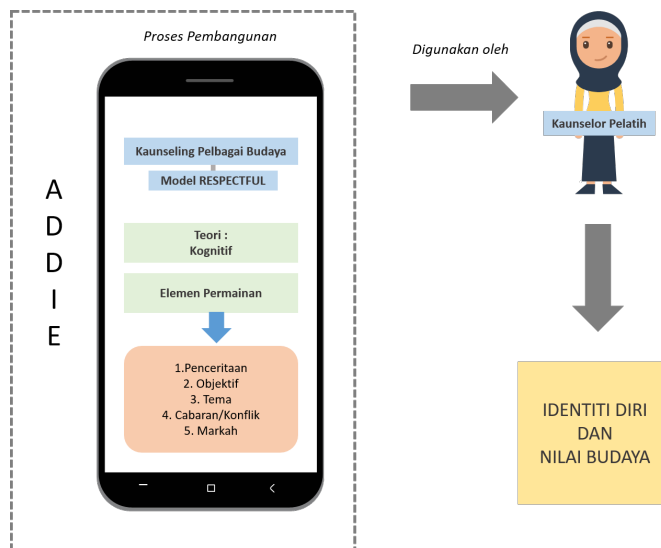 Proses Pembangunan
A
D
D
I
E
Kaunseling Pelbagai Budaya
Model RESPECTFUL
Teori :
Kognitif
Elemen Permainan
1.Penceritaan
2. Objektif
3. Tema
4. Cabaran/Konflik
5. Markah
Digunakan oleh
Kaunselor Pelatih
IDENTITI DIRI
DAN
NILAI BUDAYA